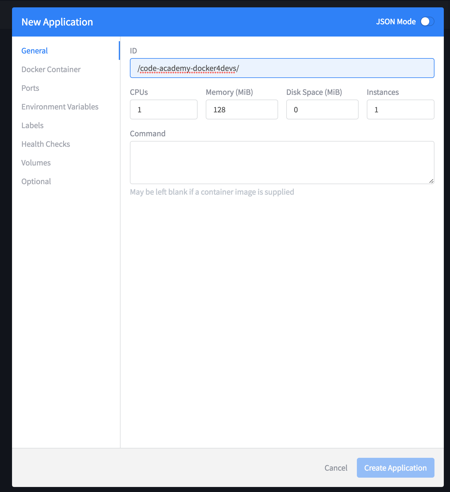 New Application
JSON Mode
General
Docker Container
Ports
Environment Variables
Labels
Health Checks
Volumes
Optional
ID
/code-academy-docker4devs/
CPUs Memory (MiB) Disk Space (MiB) Instances
1 128 0 1
Command
May be left blank if a container image is supplied
Cancel Create Application